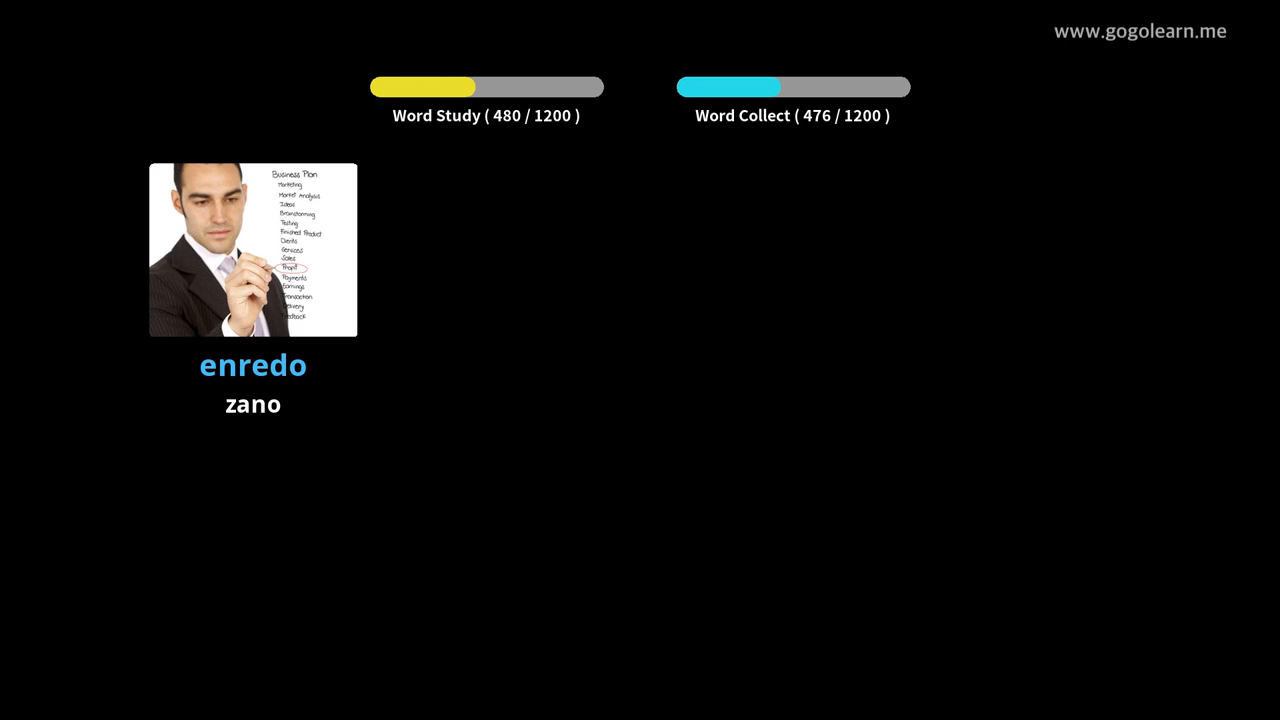 www.gogolearn.me
Word Study ( 480 / 1200 )
Word Collect ( 476 / 1200 )
Business Plan
Marketing
Market Analysis
Ideas
Brainstorming
Testing
Finished Product
Clients
Services
Sales
Profit
Payments
Earnings
Transaction
Delivery
Feedback
enredo
zano